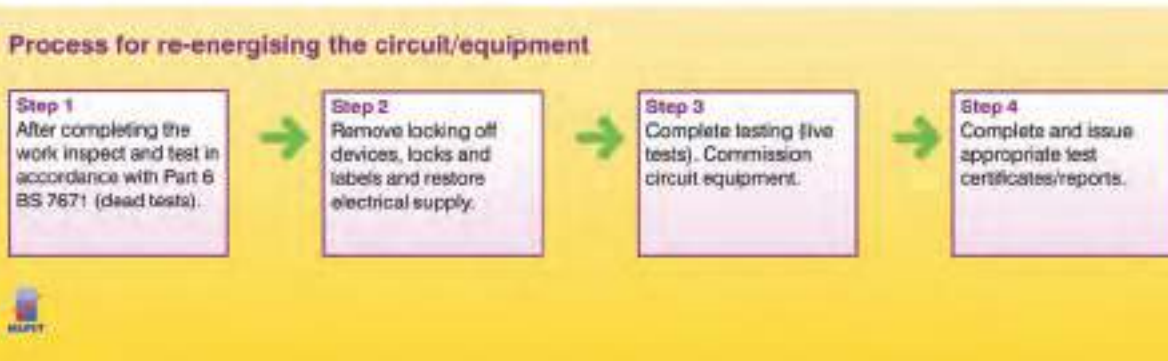 Process for re-energising the circuit/equipment
Step 1
After completing the
work inspect and test in
accordance with Part 6
BS 7671 (dead tests).
Step 2
Remove locking off
devices, locks and
labels and restore
electrical supply.
Step 3
Complete testing (live
tests). Commission
circuit equipment.
Step 4
Complete and issue
appropriate test
certificates/reports.